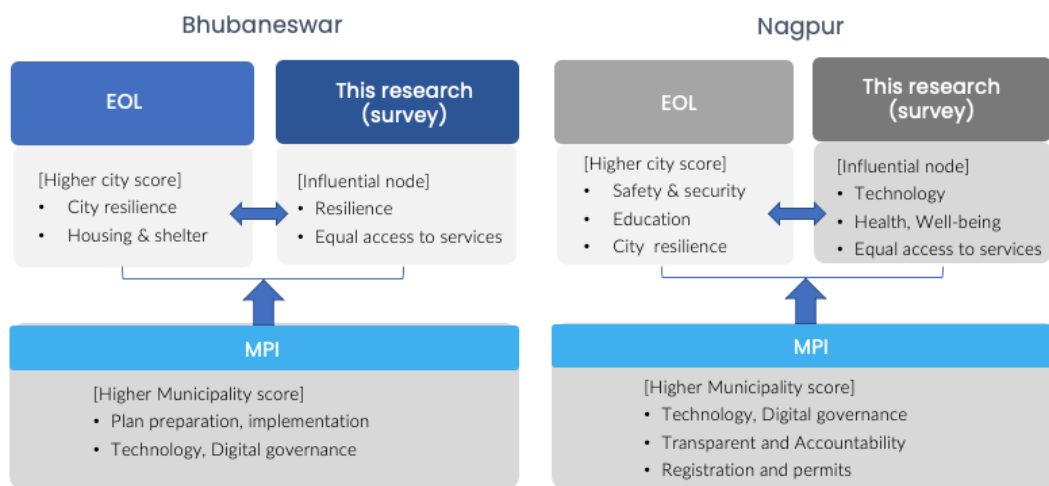 Bhubaneswar
EOL
This research
(survey)
[Higher city score]
• City resilience
• Housing & shelter
[Influential node]
• Resilience
• Equal access to services
MPI
[Higher Municipality score]
• Plan preparation, implementation
• Technology, Digital governance
Nagpur
EOL
This research
(survey)
[Higher city score]
• Safety & security
• Education
• City resilience
[Influential node]
• Technology
• Health, Well-being
• Equal access to services
MPI
[Higher Municipality score]
• Technology, Digital governance
• Transparent and Accountability
• Registration and permits